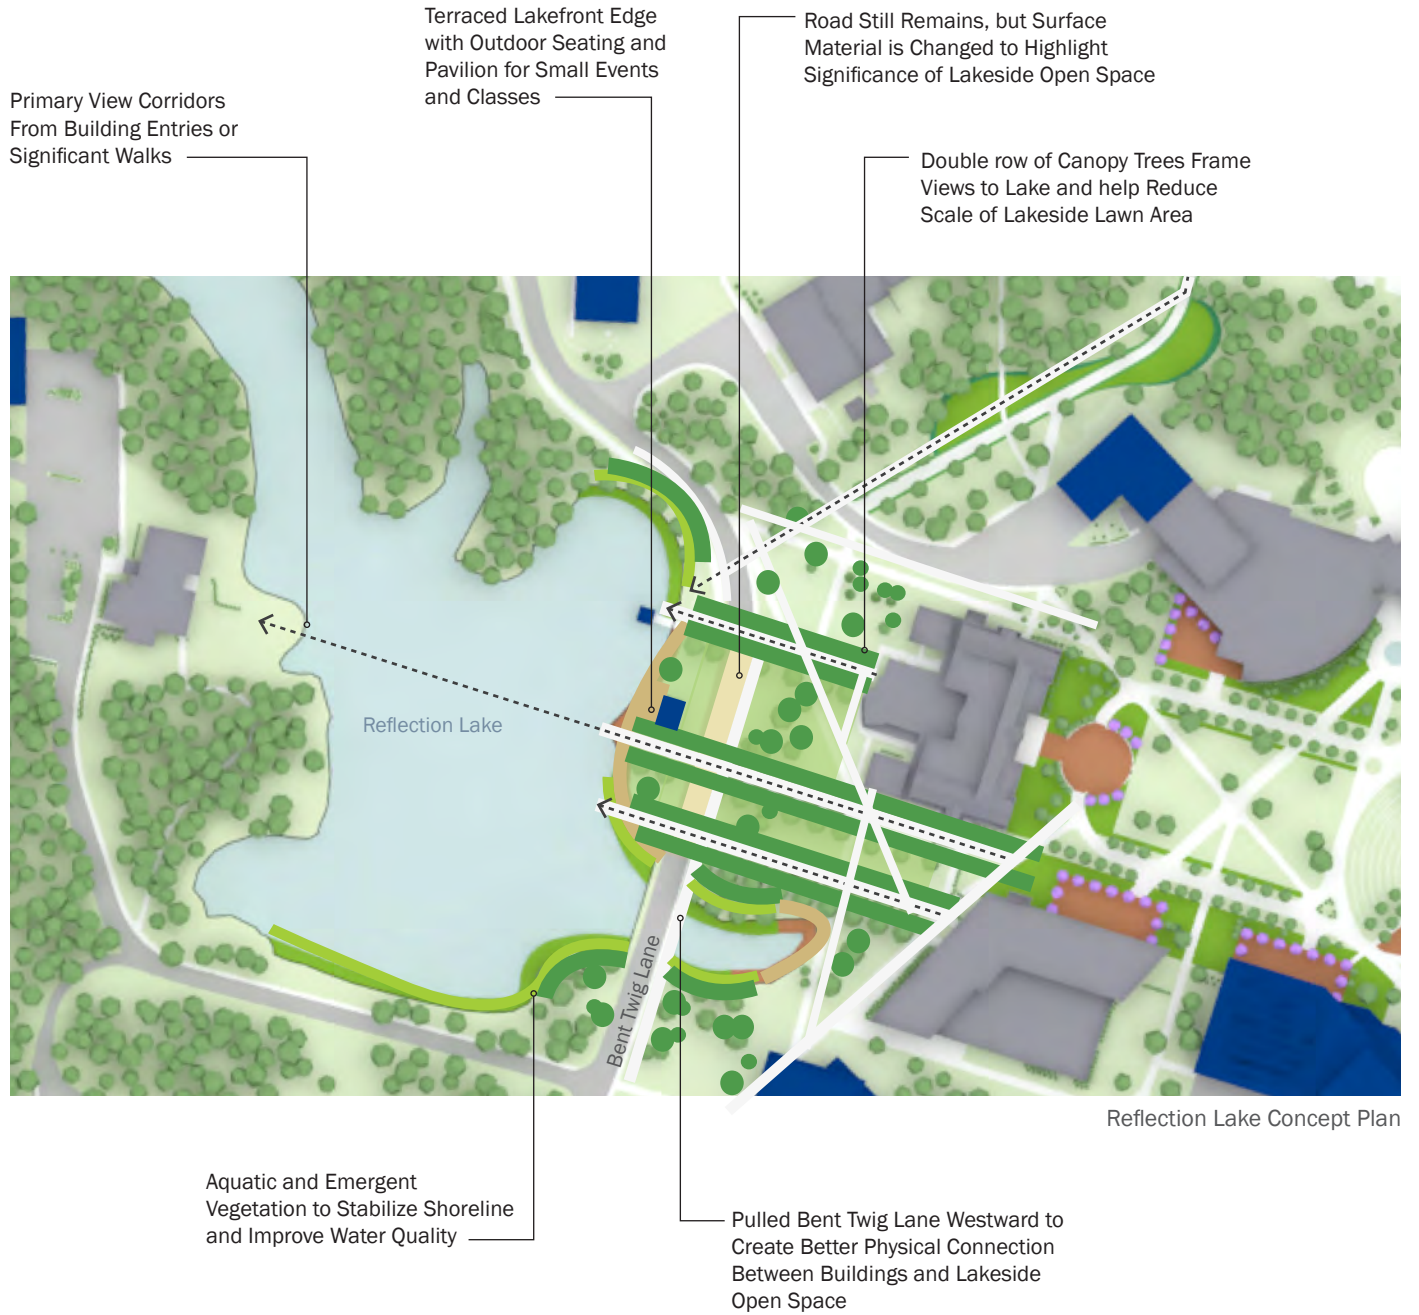 Terraced Lakefront Edge
with Outdoor Seating and
Pavilion for Small Events
and Classes
Road Still Remains, but Surface
Material is Changed to Highlight
Significance of Lakeside Open Space
Primary View Corridors
From Building Entries or
Significant Walks
Double row of Canopy Trees Frame
Views to Lake and help Reduce
Scale of Lakeside Lawn Area
Reflection Lake
Bent Twig Lane
Reflection Lake Concept Plan
Aquatic and Emergent
Vegetation to Stabilize Shoreline
and Improve Water Quality
Pulled Bent Twig Lane Westward to
Create Better Physical Connection
Between Buildings and Lakeside
Open Space